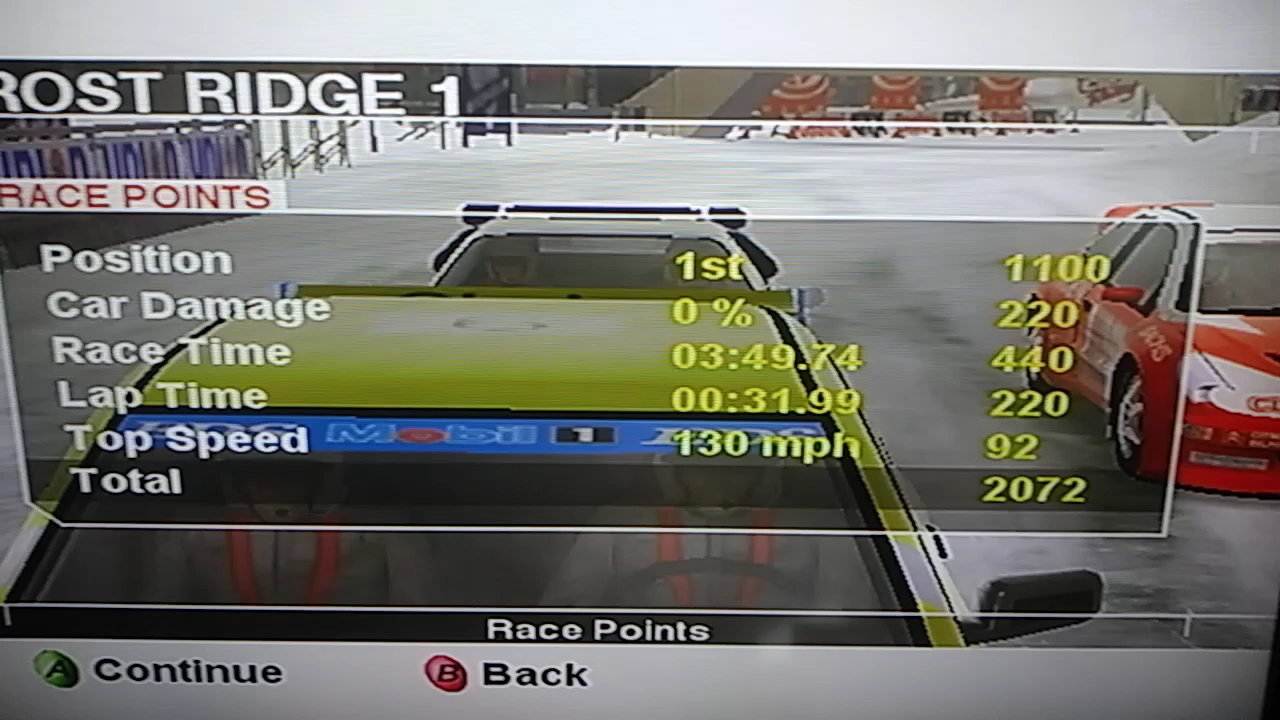 ROST RIDGE 1
RACE POINTS
Position 1st 1100
Car Damage 0 % 220
Race Time 03:49.74 440
Lap Time 00:31.99 220
Mobil 1
Top Speed 130 mph 92
Total 2072
Race Points
A Continue B Back